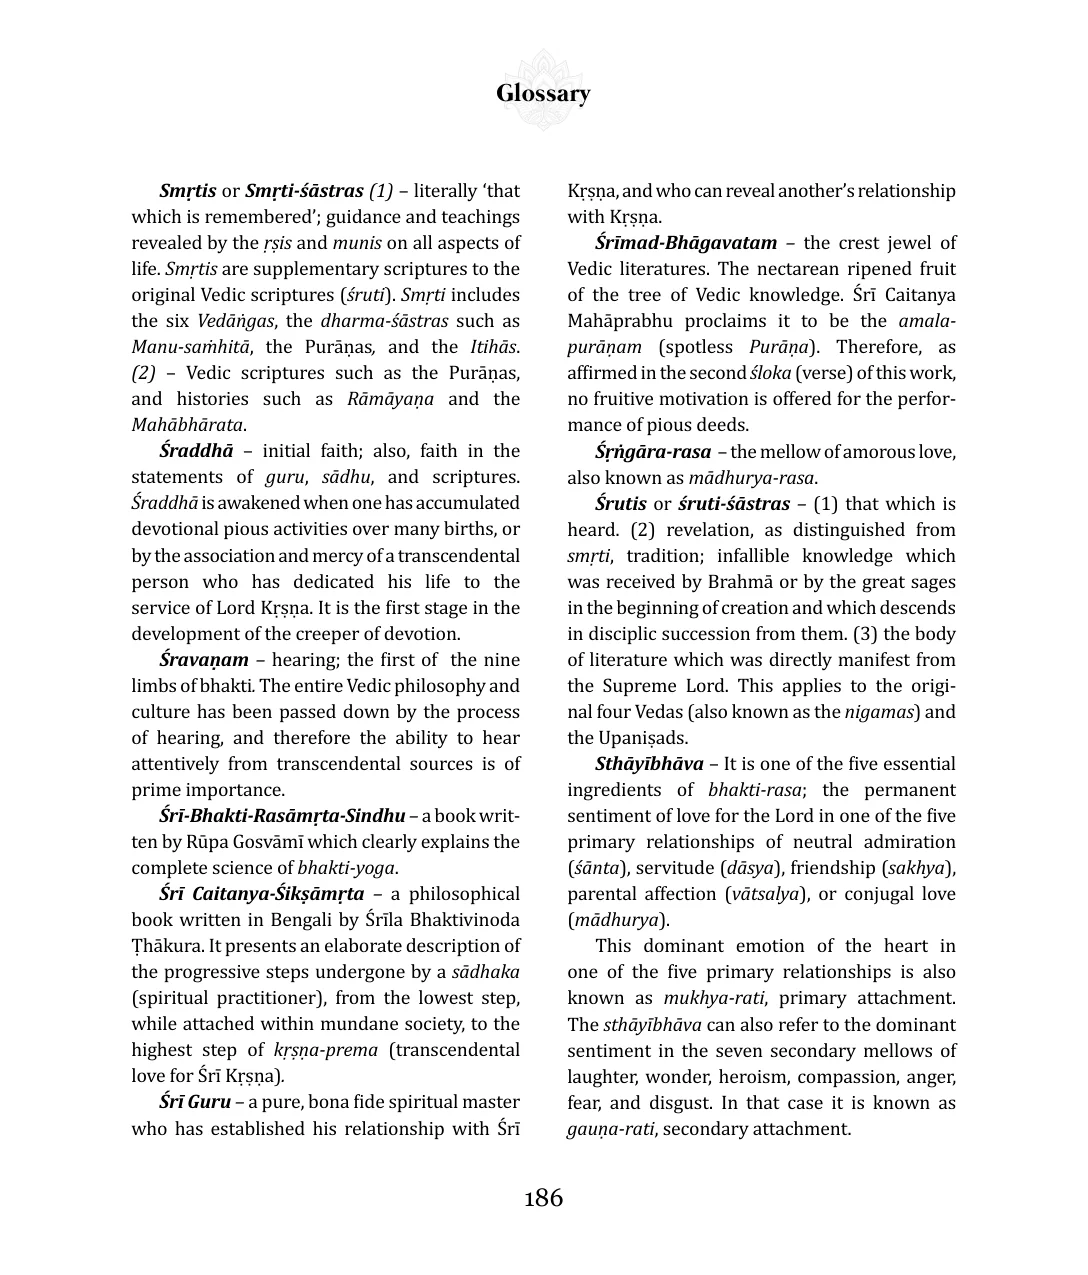 Glossary
Smṛtis or Smṛti-śāstras (1) – literally ‘that
which is remembered’; guidance and teachings
revealed by the ṛṣis and munis on all aspects of
life. Smṛtis are supplementary scriptures to the
original Vedic scriptures (śruti). Smṛti includes
the six Vedāṅgas, the dharma-śāstras such as
Manu-saṁhitā, the Purāṇas, and the Itihās.
(2) – Vedic scriptures such as the Purāṇas,
and histories such as Rāmāyaṇa and the
Mahābhārata.
Śraddhā – initial faith; also, faith in the
statements of guru, sādhu, and scriptures.
Śraddhā is awakened when one has accumulated
devotional pious activities over many births, or
by the association and mercy of a transcendental
person who has dedicated his life to the
service of Lord Kṛṣṇa. It is the first stage in the
development of the creeper of devotion.
Śravaṇam – hearing; the first of the nine
limbs of bhakti. The entire Vedic philosophy and
culture has been passed down by the process
of hearing, and therefore the ability to hear
attentively from transcendental sources is of
prime importance.
Śrī-Bhakti-Rasāmṛta-Sindhu – a book writ-
ten by Rūpa Gosvāmī which clearly explains the
complete science of bhakti-yoga.
Śrī Caitanya-Śikṣāmṛta – a philosophical
book written in Bengali by Śrīla Bhaktivinoda
Ṭhākura. It presents an elaborate description of
the progressive steps undergone by a sādhaka
(spiritual practitioner), from the lowest step,
while attached within mundane society, to the
highest step of kṛṣṇa-prema (transcendental
love for Śrī Kṛṣṇa).
Śrī Guru – a pure, bona fide spiritual master
who has established his relationship with Śrī
Kṛṣṇa, and who can reveal another’s relationship
with Kṛṣṇa.
Śrīmad-Bhāgavatam – the crest jewel of
Vedic literatures. The nectarean ripened fruit
of the tree of Vedic knowledge. Śrī Caitanya
Mahāprabhu proclaims it to be the amala-
purāṇam (spotless Purāṇa). Therefore, as
affirmed in the second śloka (verse) of this work,
no fruitive motivation is offered for the perfor-
mance of pious deeds.
Śṛṅgāra-rasa – the mellow of amorous love,
also known as mādhurya-rasa.
Śrutis or śruti-śāstras – (1) that which is
heard. (2) revelation, as distinguished from
smṛti, tradition; infallible knowledge which
was received by Brahmā or by the great sages
in the beginning of creation and which descends
in disciplic succession from them. (3) the body
of literature which was directly manifest from
the Supreme Lord. This applies to the origi-
nal four Vedas (also known as the nigamas) and
the Upaniṣads.
Sthāyībhāva – It is one of the five essential
ingredients of bhakti-rasa; the permanent
sentiment of love for the Lord in one of the five
primary relationships of neutral admiration
(śānta), servitude (dāsya), friendship (sakhya),
parental affection (vātsalya), or conjugal love
(mādhurya).
This dominant emotion of the heart in
one of the five primary relationships is also
known as mukhya-rati, primary attachment.
The sthāyībhāva can also refer to the dominant
sentiment in the seven secondary mellows of
laughter, wonder, heroism, compassion, anger,
fear, and disgust. In that case it is known as
gauṇa-rati, secondary attachment.
186